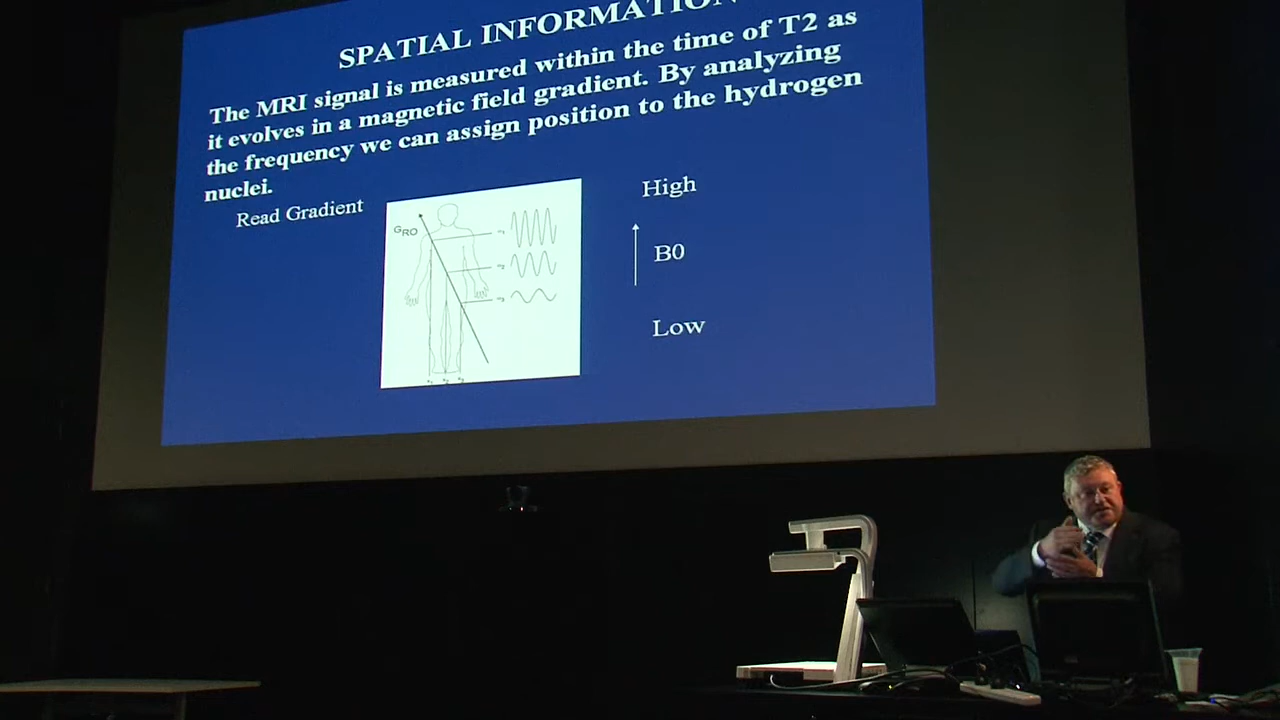 SPATIAL INFORMATION
The MRI signal is measured within the time of T2 as
it evolves in a magnetic field gradient. By analyzing
the frequency we can assign position to the hydrogen
nuclei.
Read Gradient
High
GRO
B0
Low